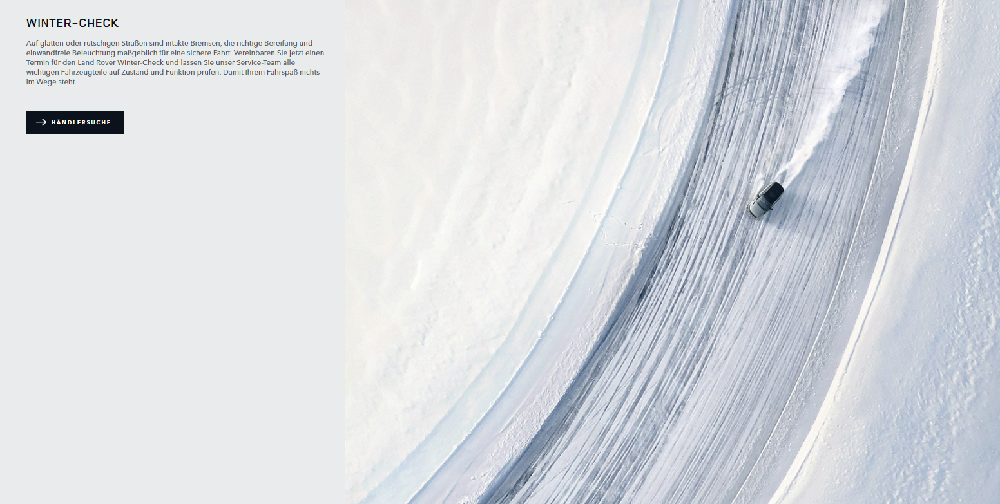 WINTER-CHECK
Auf glatten oder rutschigen Straßen sind intakte Bremsen, die richtige Bereifung und
einwandfreie Beleuchtung maßgeblich für eine sichere Fahrt. Vereinbaren Sie jetzt einen
Termin für den Land Rover Winter-Check und lassen Sie unser Service-Team alle
wichtigen Fahrzeugteile auf Zustand und Funktion prüfen. Damit Ihrem Fahrspaß nichts
im Wege steht.
HÄNDLERSUCHE